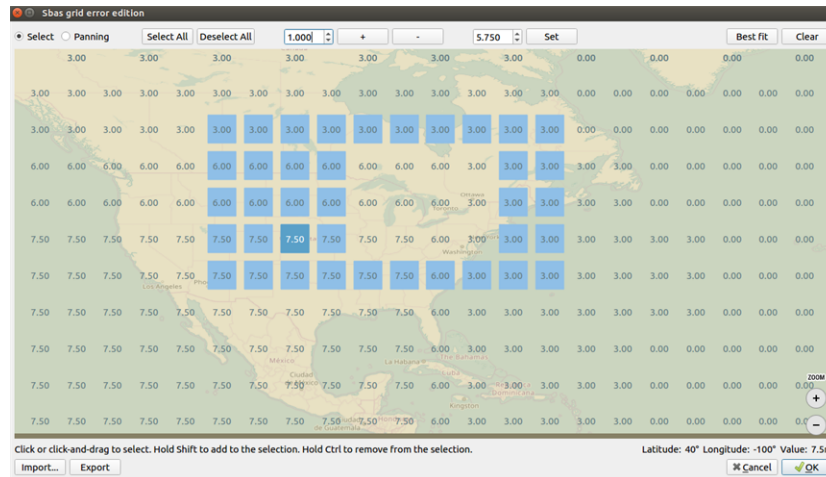 Sbas grid error edition
Select Panning Select All Deselect All 1.000 + - 5.750 Set Best fit Clear
3.00 3.00 3.00 3.00 3.00 3.00 3.00 0.00 0.00 0.00 0.00
3.00 3.00 3.00 3.00 3.00 3.00 3.00 3.00 3.00 3.00 3.00 3.00 3.00 3.00 3.00 0.00 0.00 0.00 0.00 0.00 0.00 0.00
3.00 3.00 3.00 3.00 3.00 3.00 3.00 3.00 3.00 3.00 3.00 3.00 3.00 3.00 3.00 0.00 0.00 0.00 0.00 0.00 0.00 0.00
6.00 6.00 6.00 6.00 6.00 6.00 6.00 6.00 6.00 6.00 6.00 6.00 3.00 3.00 3.00 3.00 3.00 0.00 0.00 0.00 0.00 0.00
Ottawa
6.00 6.00 6.00 6.00 6.00 6.00 6.00 6.00 6.00 6.00 6.00 6.00 3.00 3.00 3.00 3.00 3.00 0.00 0.00 0.00 0.00 0.00
Toronto
7.50 7.50 7.50 7.50 7.50 7.50 7.50 7.50 7.50 7.50 7.50 6.00 3.00 3.00 3.00 3.00 3.00 3.00 3.00 0.00 0.00 0.00
Washington
7.50 7.50 7.50 7.50 7.50 7.50 7.50 7.50 7.50 7.50 7.50 6.00 3.00 3.00 3.00 3.00 3.00 3.00 3.00 0.00 0.00 0.00
Los Angeles
7.50 7.50 7.50 7.50 7.50 7.50 7.50 7.50 7.50 7.50 7.50 6.00 3.00 3.00 3.00 3.00 3.00 3.00 3.00 0.00 0.00 0.00
7.50 7.50 7.50 7.50 7.50 7.50 7.50 7.50 7.50 7.50 7.50 6.00 3.00 3.00 3.00 3.00 3.00 3.00 3.00 0.00 0.00 0.00
México La Habana The Bahamas
Ciudad Cuba
ZOOM
7.50 7.50 7.50 7.50 7.50 7.50 7.50 7.50 7.50 7.50 7.50 6.00 3.00 3.00 3.00 3.00 3.00 0.00 0.00 0.00 0.00 0.00
Dominicana
+
Kingston
7.50 7.50 7.50 7.50 7.50 7.50 7.50 7.50 7.50 7.50 7.50 6.00 3.00 3.00 3.00 3.00 3.00 0.00 0.00 0.00 0.00
-
de Guatemala
Click or click-and-drag to select. Hold Shift to add to the selection. Hold Ctrl to remove from the selection. Latitude: 40° Longitude: -100° Value: 7.5
Import... Export Cancel OK